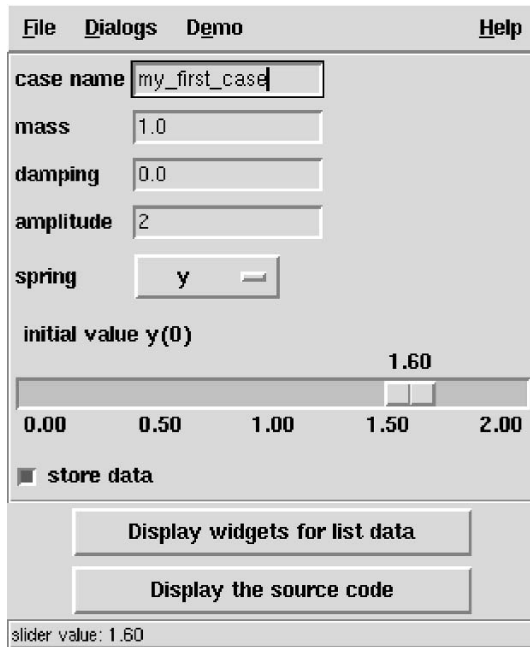 File Dialogs Demo Help
case name my_first_case
mass 1.0
damping 0.0
amplitude 2
spring y
initial value y(0)
1.60
0.00 0.50 1.00 1.50 2.00
store data
Display widgets for list data
Display the source code
slider value: 1.60